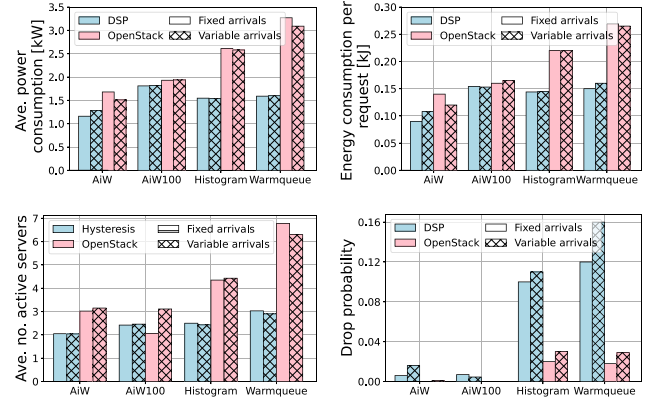 Ave. power
consumption [kW]
3.5
3.0
2.5
2.0
1.5
1.0
0.5
0.0
DSP
OpenStack
Fixed arrivals
Variable arrivals
AiW
AiW100
Histogram
Warmqueue
Energy consumption per
request [kJ]
0.30
0.25
0.20
0.15
0.10
0.05
0.00
DSP
OpenStack
Fixed arrivals
Variable arrivals
AiW
AiW100
Histogram
Warmqueue
Ave. no. active servers
7
6
5
4
3
2
1
0
Hysteresis
OpenStack
Fixed arrivals
Variable arrivals
AiW
AiW100
Histogram
Warmqueue
Drop probability
0.16
0.12
0.08
0.04
0.00
DSP
OpenStack
Fixed arrivals
Variable arrivals
AiW
AiW100
Histogram
Warmqueue